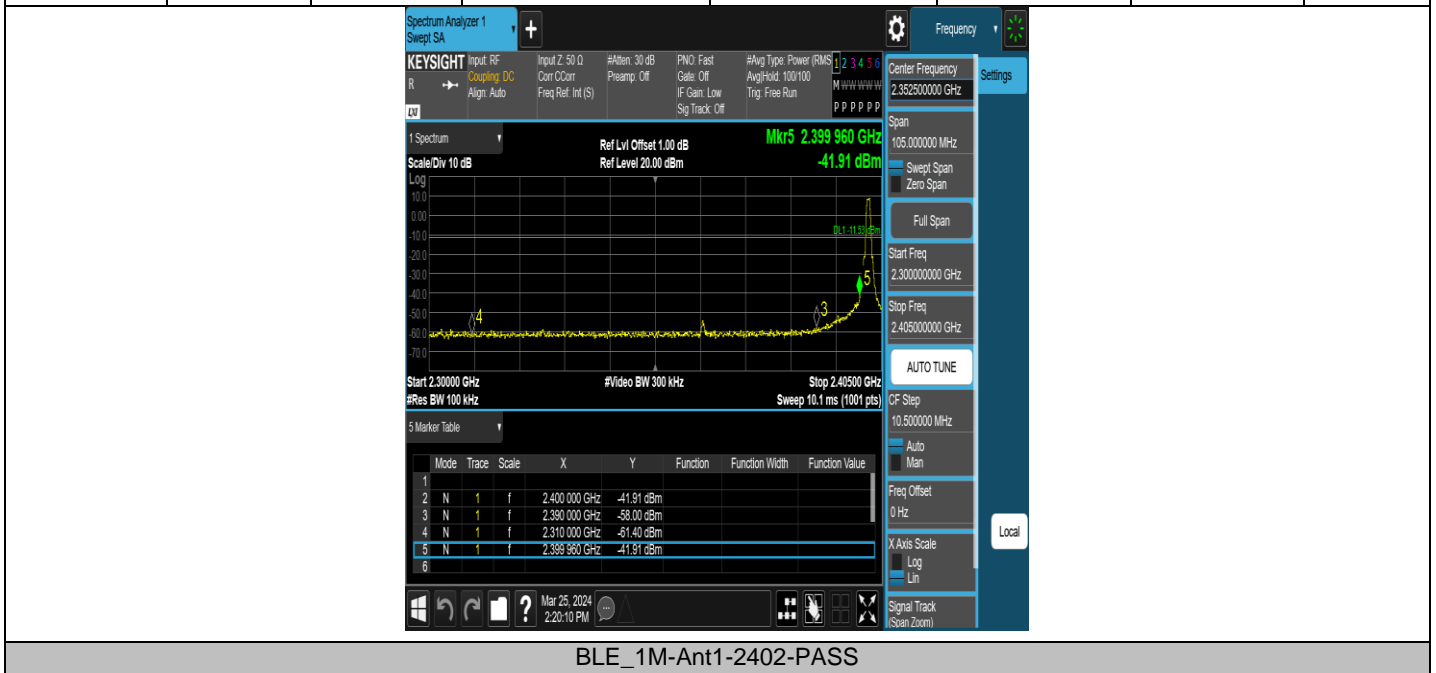 Spectrum Analyzer 1
Swept SA
+
Frequency
KEYSIGHT
Input: RF
Coupling: DC
Align: Auto
Input Z: 50 Ω
Corr CCorr
Freq Ref: Int (S)
#Atten: 30 dB
Preamp: Off
PNO: Fast
Gate: Off
IF Gain: Low
Sig Track: Off
#Avg Type: Power (RMS
Avg|Hold: 100/100
Trig: Free Run
1 2 3 4 5 6
M W W W W W
P P P P P P
R
LXI
1 Spectrum
Scale/Div 10 dB
Ref Lvl Offset 1.00 dB
Ref Level 20.00 dBm
Mkr5 2.399 960 GHz
-41.91 dBm
Log
10.0
0.00
-10.0
-20.0
-30.0
-40.0
-50.0
-60.0
-70.0
DL1 -11.53 dBm
5
3
4
Start 2.30000 GHz
#Video BW 300 kHz
Stop 2.40500 GHz
#Res BW 100 kHz
Sweep 10.1 ms (1001 pts)
5 Marker Table
Mode Trace Scale X Y Function Function Width Function Value
1
2 N 1 f 2.400 000 GHz -41.91 dBm
3 N 1 f 2.390 000 GHz -58.00 dBm
4 N 1 f 2.310 000 GHz -61.40 dBm
5 N 1 f 2.399 960 GHz -41.91 dBm
6
?
Mar 25, 2024
2:20:10 PM
Center Frequency
2.352500000 GHz
Settings
Span
105.000000 MHz
Swept Span
Zero Span
Full Span
Start Freq
2.300000000 GHz
Stop Freq
2.405000000 GHz
AUTO TUNE
CF Step
10.500000 MHz
Auto
Man
Freq Offset
0 Hz
Local
X Axis Scale
Log
Lin
Signal Track
(Span Zoom)
BLE_1M-Ant1-2402-PASS